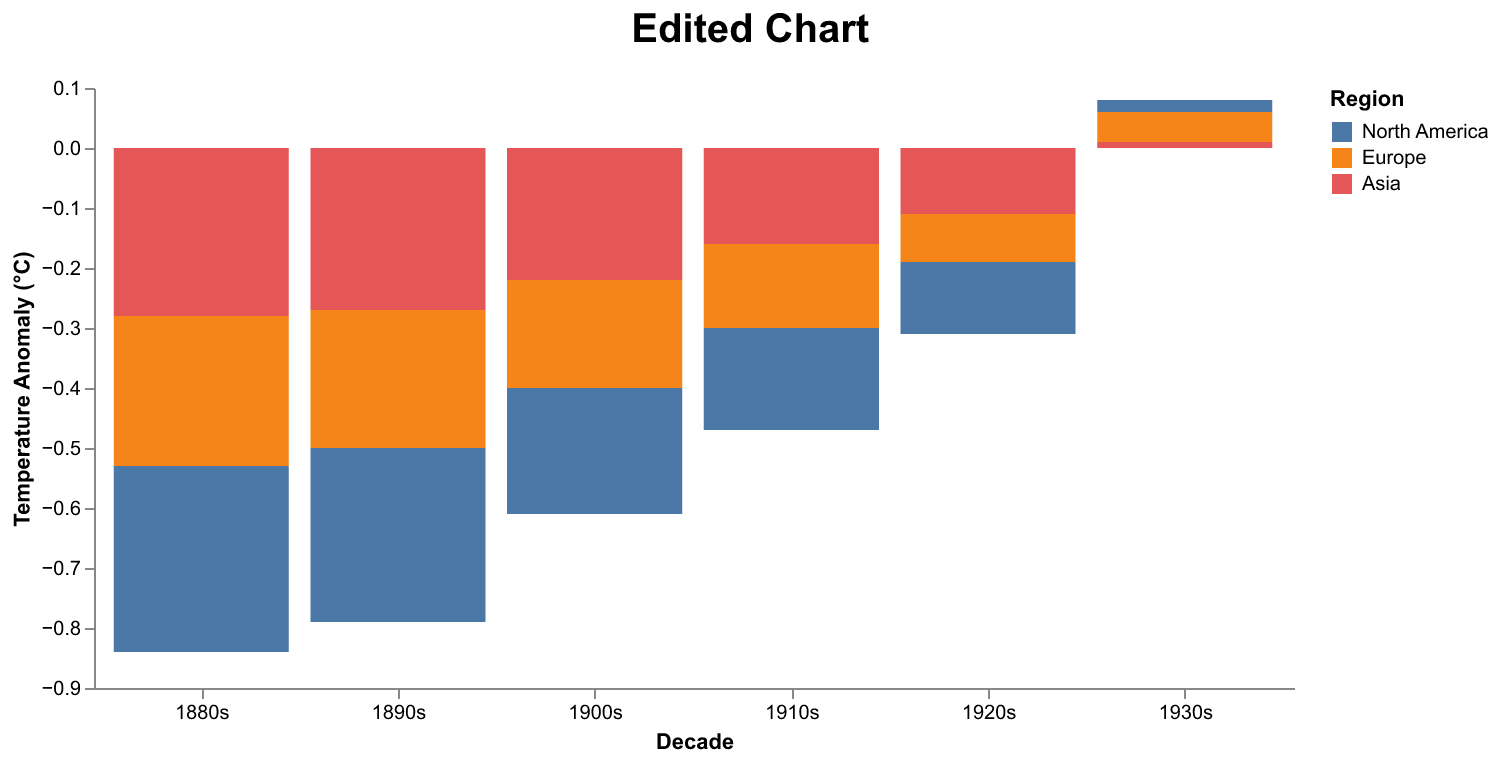 Edited Chart
Temperature Anomaly (°C)
0.1
0.0
−0.1
−0.2
−0.3
−0.4
−0.5
−0.6
−0.7
−0.8
−0.9
1880s 1890s 1900s 1910s 1920s 1930s
Decade
Region
North America
Europe
Asia